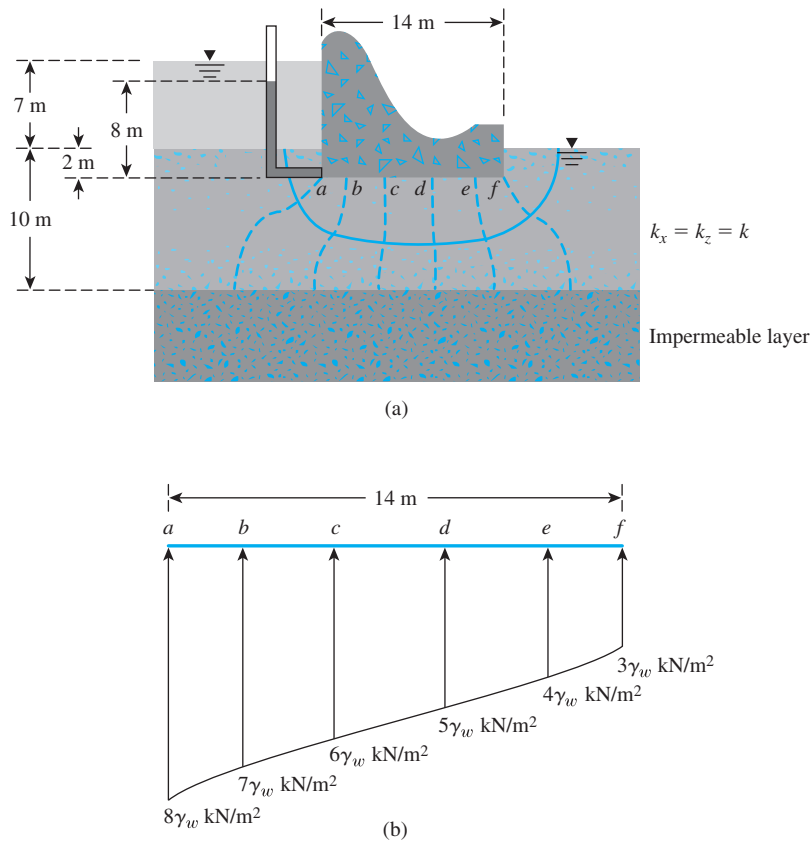 14 m
7 m
8 m
2 m
10 m
a b c d e f
k_x = k_z = k
Impermeable layer
(a)
14 m
a b c d e f
3γ_w kN/m²
4γ_w kN/m²
5γ_w kN/m²
6γ_w kN/m²
7γ_w kN/m²
8γ_w kN/m²
(b)